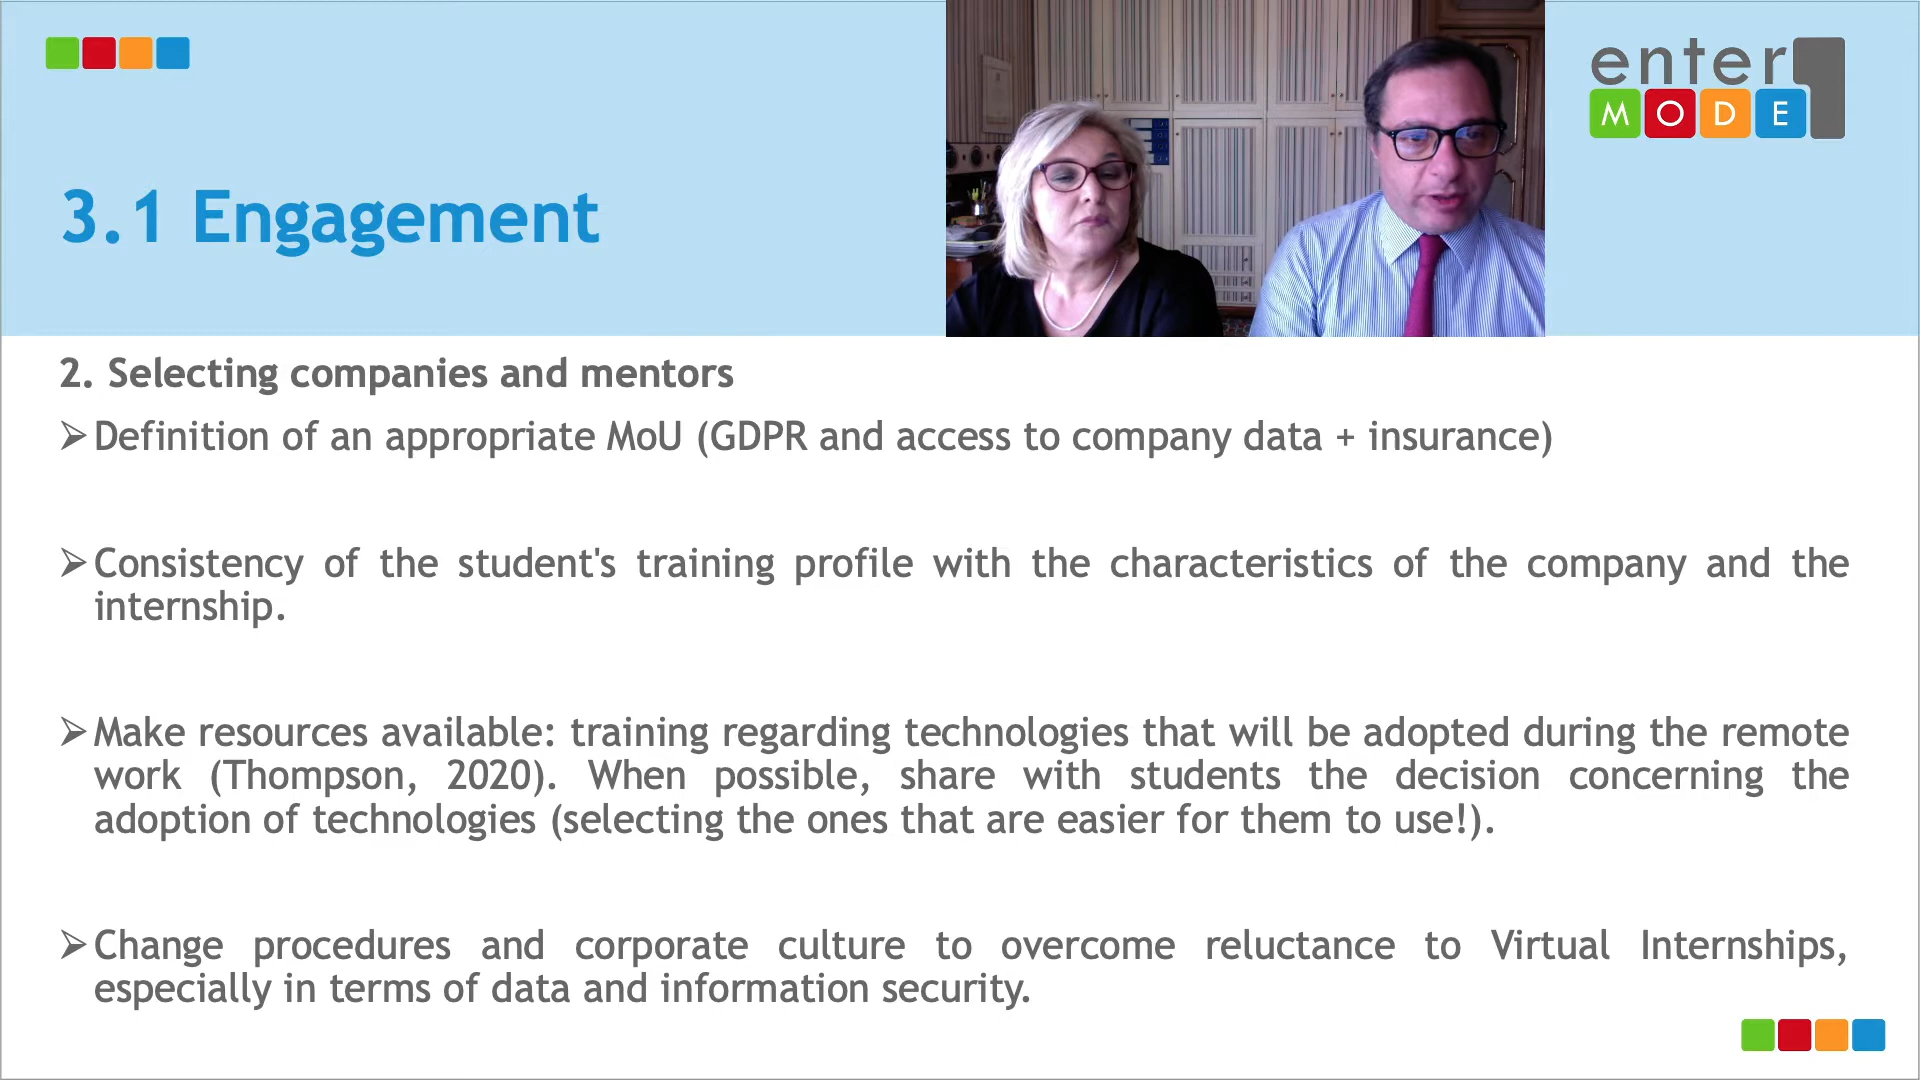 enter
MODE
3.1 Engagement
2. Selecting companies and mentors
➢ Definition of an appropriate MoU (GDPR and access to company data + insurance)
➢ Consistency of the student's training profile with the characteristics of the company and the
internship.
➢ Make resources available: training regarding technologies that will be adopted during the remote
work (Thompson, 2020). When possible, share with students the decision concerning the
adoption of technologies (selecting the ones that are easier for them to use!).
➢ Change procedures and corporate culture to overcome reluctance to Virtual Internships,
especially in terms of data and information security.